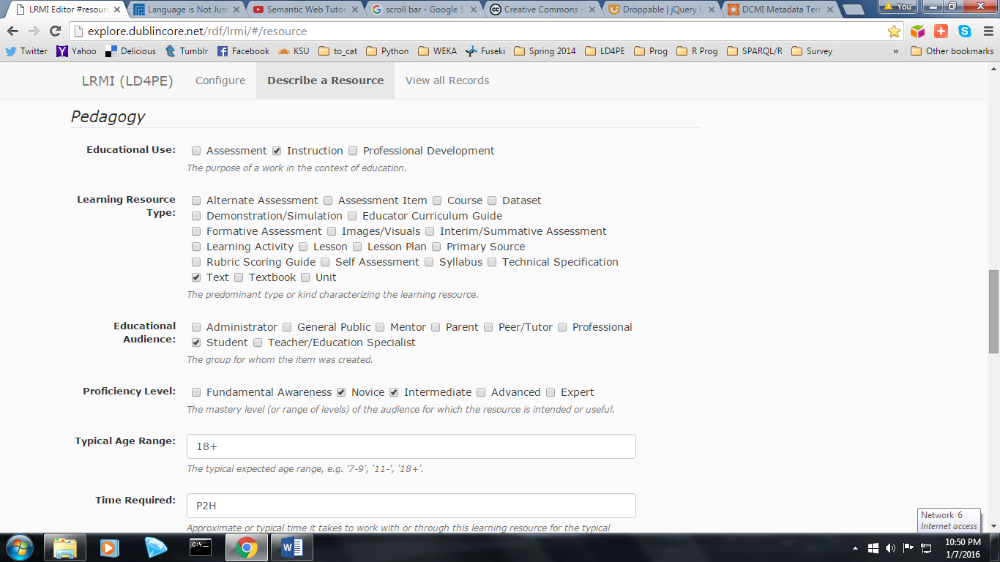 LRMI Editor #resourc
Language is Not Just
Semantic Web Tutor
scroll bar - Google S
Creative Commons –
Droppable | jQuery U
DCMI Metadata Term
You
explore.dublincore.net/rdf/lrmi/#/resource
Twitter Yahoo Delicious Tumblr Facebook KSU to_cat Python WEKA Fuseki Spring 2014 LD4PE Prog R Prog SPARQL/R Survey » Other bookmarks
LRMI (LD4PE) Configure Describe a Resource View all Records
Pedagogy
Educational Use: Assessment Instruction Professional Development
The purpose of a work in the context of education.
Learning Resource Type:
Alternate Assessment Assessment Item Course Dataset
Demonstration/Simulation Educator Curriculum Guide
Formative Assessment Images/Visuals Interim/Summative Assessment
Learning Activity Lesson Lesson Plan Primary Source
Rubric Scoring Guide Self Assessment Syllabus Technical Specification
Text Textbook Unit
The predominant type or kind characterizing the learning resource.
Educational Audience:
Administrator General Public Mentor Parent Peer/Tutor Professional
Student Teacher/Education Specialist
The group for whom the item was created.
Proficiency Level: Fundamental Awareness Novice Intermediate Advanced Expert
The mastery level (or range of levels) of the audience for which the resource is intended or useful.
Typical Age Range: 18+
The typical expected age range, e.g. '7-9', '11-', '18+'.
Time Required: P2H
Approximate or typical time it takes to work with or through this learning resource for the typical
Network 6
Internet access
10:50 PM
1/7/2016